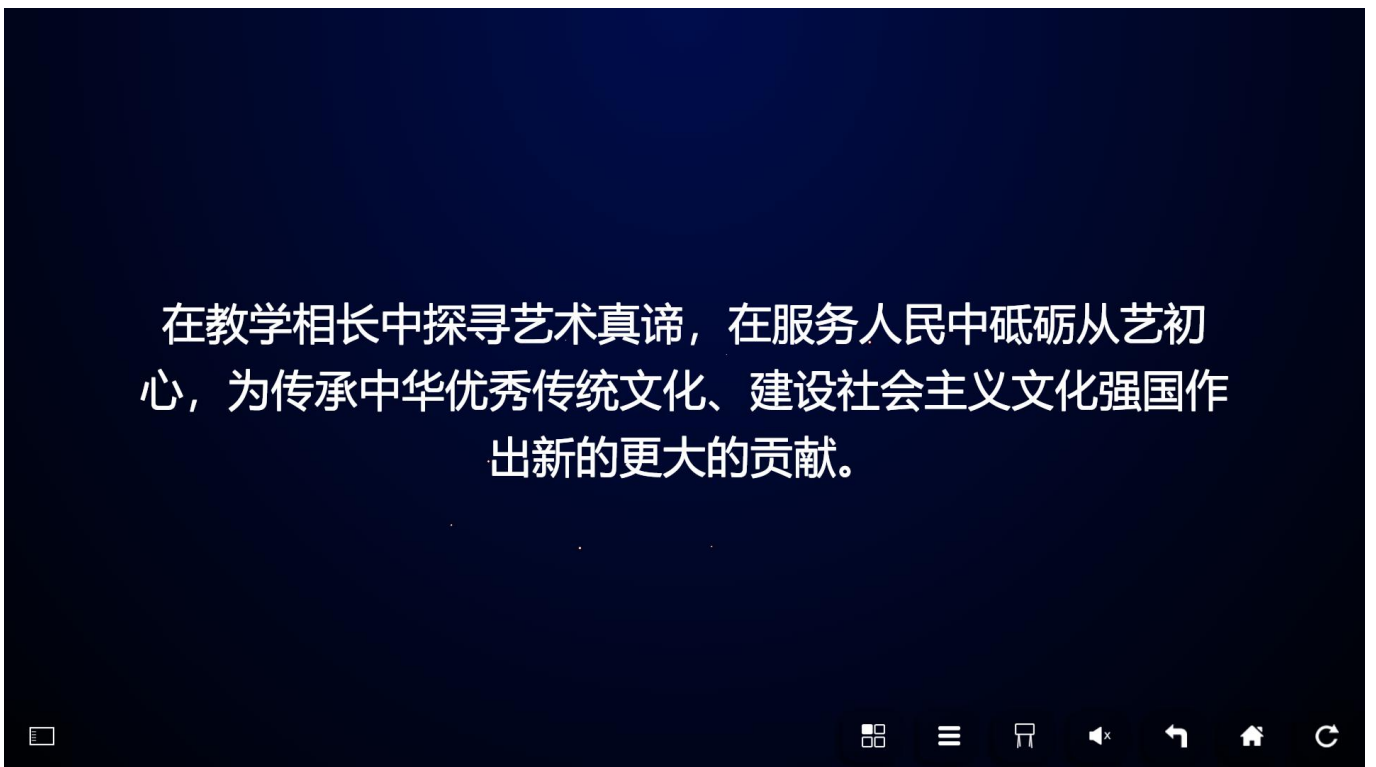 在教学相长中探寻艺术真谛，在服务人民中砥砺从艺初
心，为传承中华优秀传统文化、建设社会主义文化强国作
出新的更大的贡献。